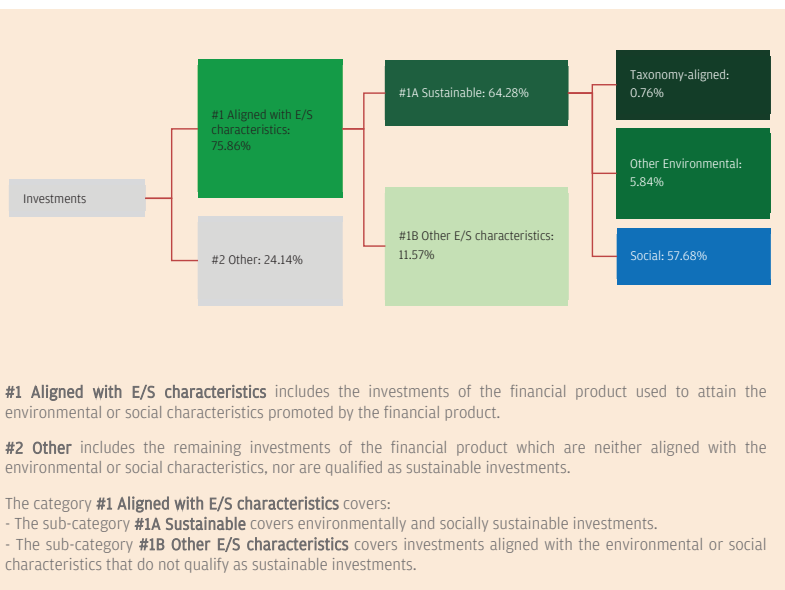 Investments
#1 Aligned with E/S
characteristics:
75.86%
#2 Other: 24.14%
#1A Sustainable: 64.28%
#1B Other E/S characteristics:
11.57%
Taxonomy-aligned:
0.76%
Other Environmental:
5.84%
Social: 57.68%
#1 Aligned with E/S characteristics includes the investments of the financial product used to attain the
environmental or social characteristics promoted by the financial product.
#2 Other includes the remaining investments of the financial product which are neither aligned with the
environmental or social characteristics, nor are qualified as sustainable investments.
The category #1 Aligned with E/S characteristics covers:
- The sub-category #1A Sustainable covers environmentally and socially sustainable investments.
- The sub-category #1B Other E/S characteristics covers investments aligned with the environmental or social
characteristics that do not qualify as sustainable investments.